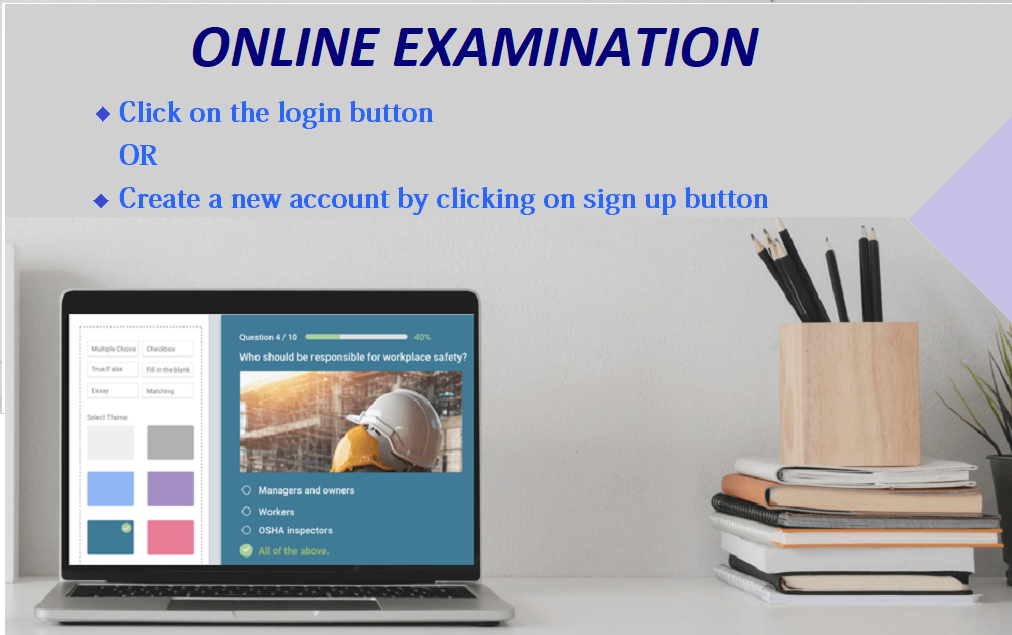 ONLINE EXAMINATION
Click on the login button
OR
Create a new account by clicking on sign up button
Question 4 / 10 40%
Who should be responsible for workplace safety?
Multiple Choice Checkbox
True/False Fill in the blank
Essay Matching
Select Theme
Managers and owners
Workers
OSHA inspectors
All of the above.